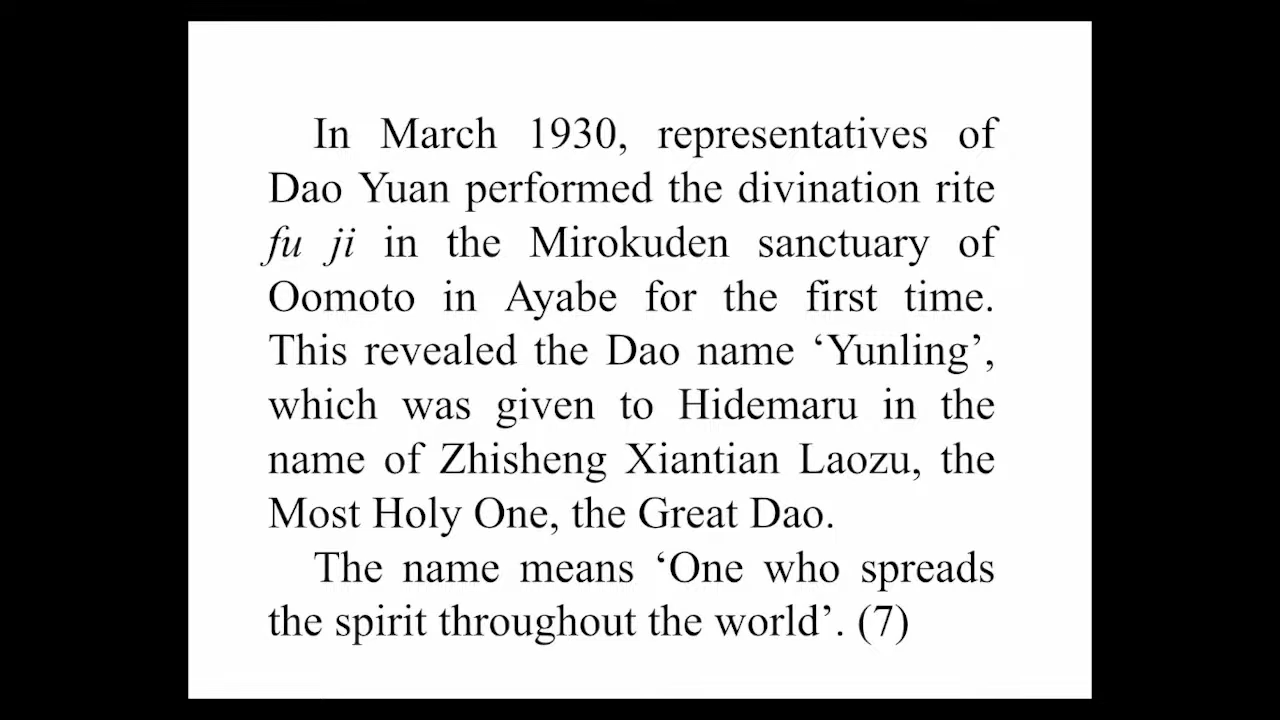 In March 1930, representatives of
Dao Yuan performed the divination rite
fu ji in the Mirokuden sanctuary of
Oomoto in Ayabe for the first time.
This revealed the Dao name ‘Yunling’,
which was given to Hidemaru in the
name of Zhisheng Xiantian Laozu, the
Most Holy One, the Great Dao.
The name means ‘One who spreads
the spirit throughout the world’. (7)